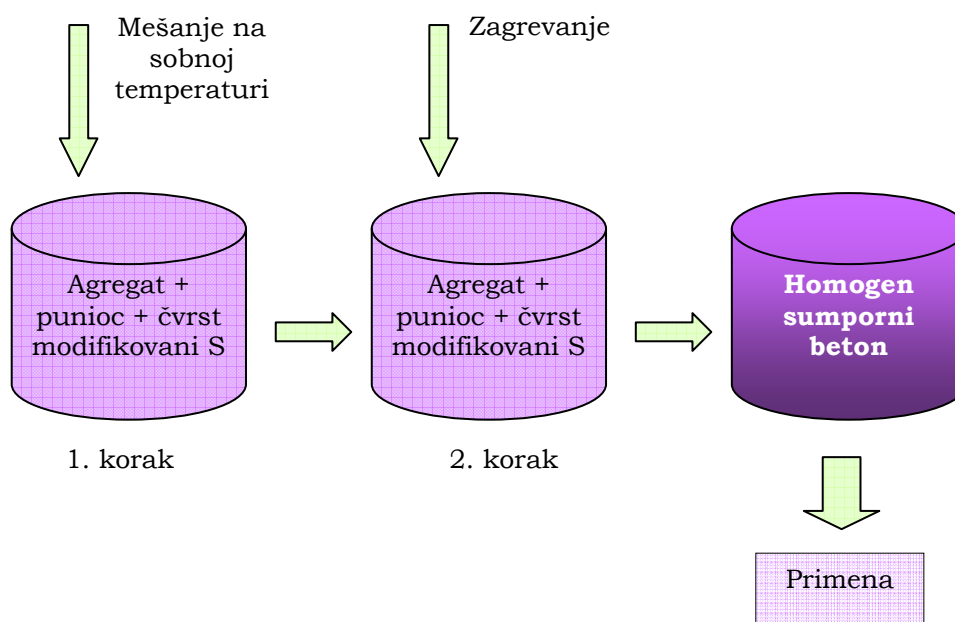 Mešanje na
sobnoj
temperaturi
Zagrevanje
Agregat +
punioc + čvrst
modifikovani S
Agregat +
punioc + čvrst
modifikovani S
Homogen
sumporni
beton
1. korak
2. korak
Primena